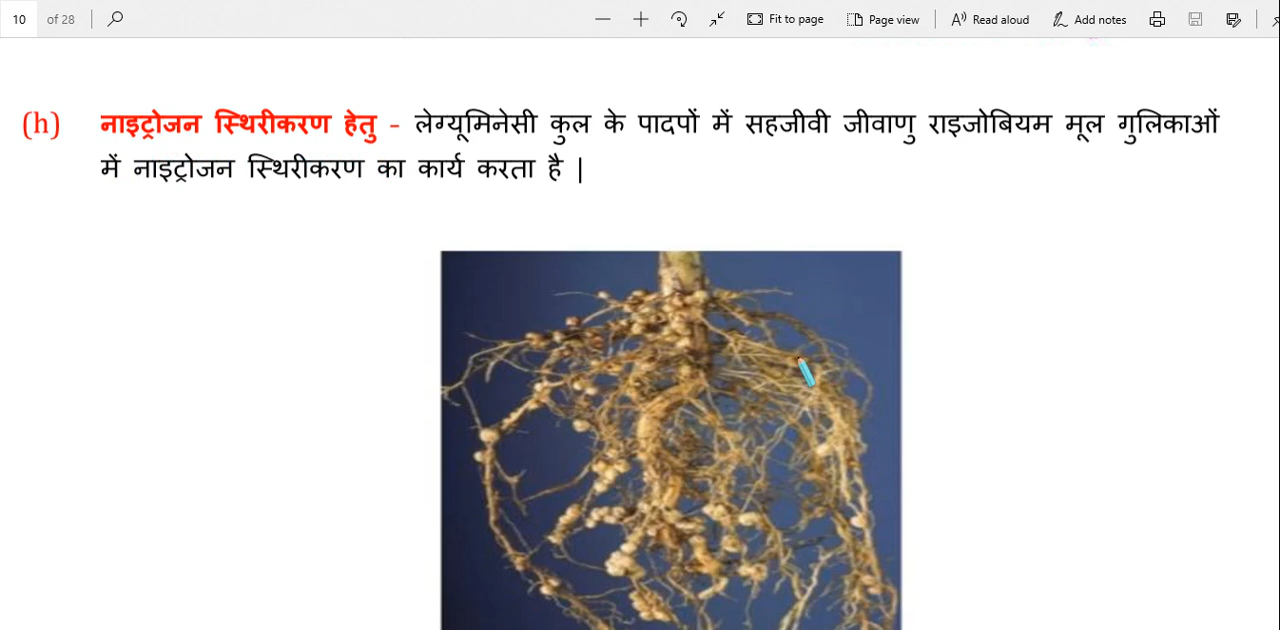 10 of 28 Fit to page Page view Read aloud Add notes
(h) नाइट्रोजन स्थिरीकरण हेतु - लेग्यूमिनेसी कुल के पादपों में सहजीवी जीवाणु राइजोबियम मूल गुलिकाओं
में नाइट्रोजन स्थिरीकरण का कार्य करता है |